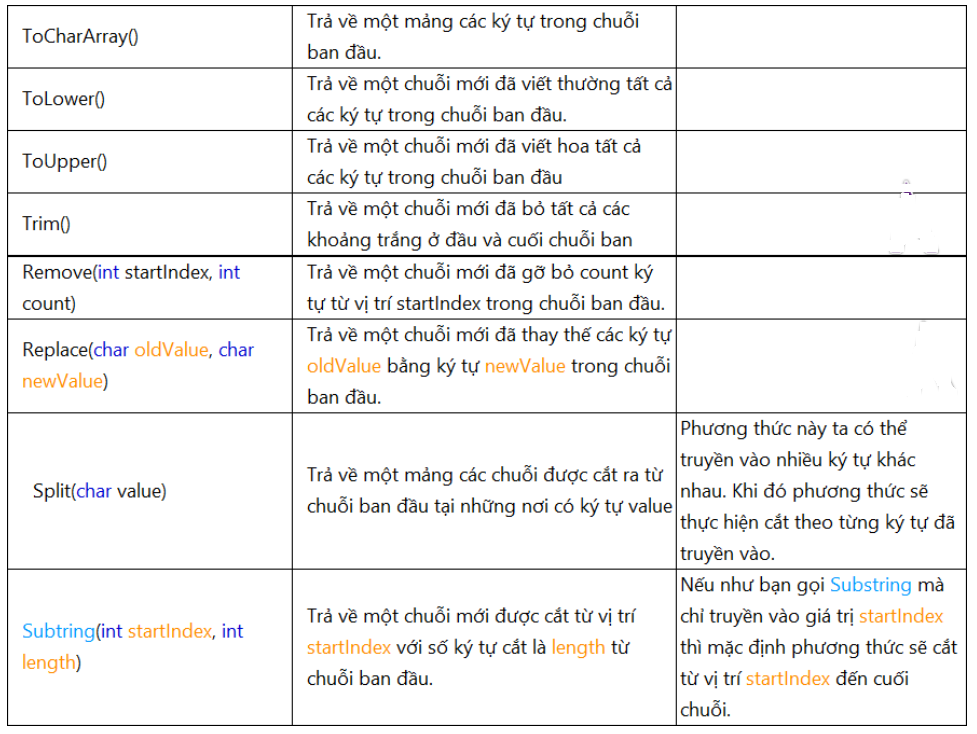 ToCharArray()
Trả về một mảng các ký tự trong chuỗi
ban đầu.
ToLower()
Trả về một chuỗi mới đã viết thường tất cả
các ký tự trong chuỗi ban đầu.
ToUpper()
Trả về một chuỗi mới đã viết hoa tất cả
các ký tự trong chuỗi ban đầu
Trim()
Trả về một chuỗi mới đã bỏ tất cả các
khoảng trắng ở đầu và cuối chuỗi ban
Remove(int startIndex, int
count)
Trả về một chuỗi mới đã gỡ bỏ count ký
tự từ vị trí startIndex trong chuỗi ban đầu.
Replace(char oldValue, char
newValue)
Trả về một chuỗi mới đã thay thế các ký tự
oldValue bằng ký tự newValue trong chuỗi
ban đầu.
Split(char value)
Trả về một mảng các chuỗi được cắt ra từ
chuỗi ban đầu tại những nơi có ký tự value
Phương thức này ta có thể
truyền vào nhiều ký tự khác
nhau. Khi đó phương thức sẽ
thực hiện cắt theo từng ký tự đã
truyền vào.
Subtring(int startIndex, int
length)
Trả về một chuỗi mới được cắt từ vị trí
startIndex với số ký tự cắt là length từ
chuỗi ban đầu.
Nếu như bạn gọi Substring mà
chỉ truyền vào giá trị startIndex
thì mặc định phương thức sẽ cắt
từ vị trí startIndex đến cuối
chuỗi.